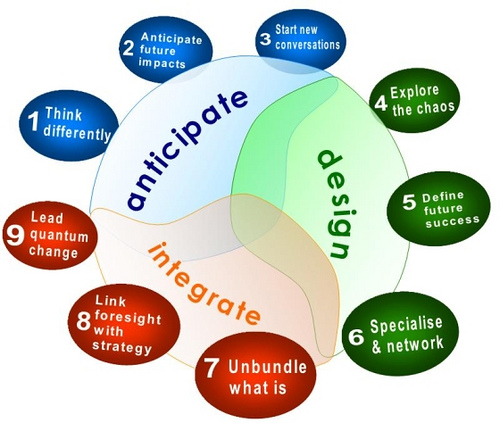 1 Think
differently
2 Anticipate
future
impacts
3 Start new
conversations
4 Explore
the chaos
5 Define
future
success
6 Specialise
& network
7 Unbundle
what is
8 Link
foresight
with
strategy
9 Lead
quantum
change
anticipate
design
integrate